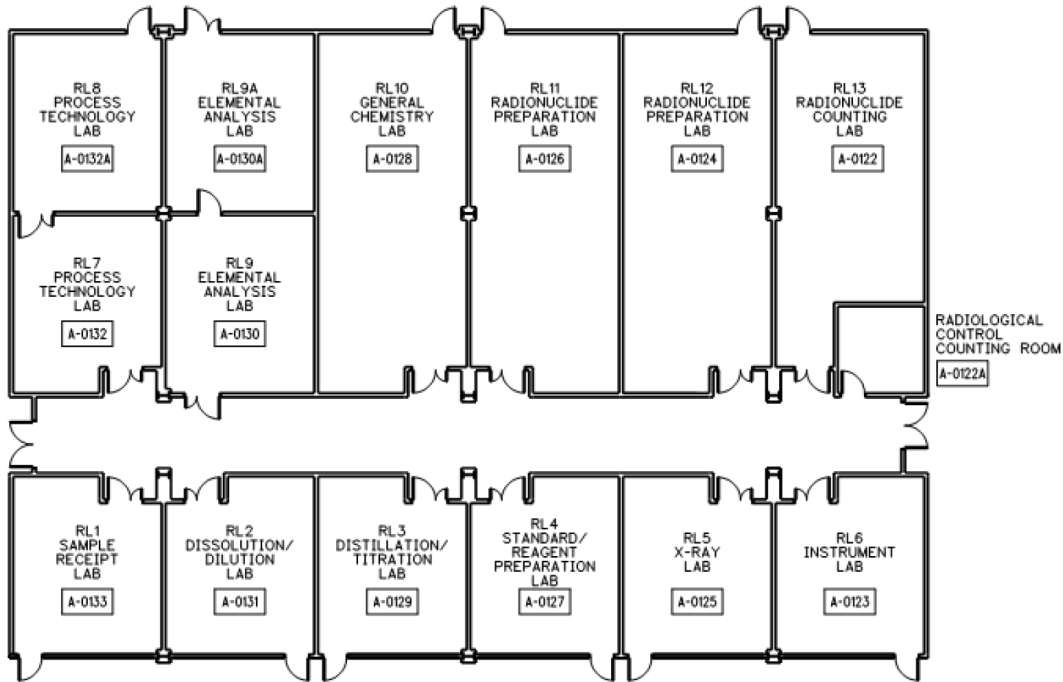 RL8
PROCESS
TECHNOLOGY
LAB
A-0132A
RL9A
ELEMENTAL
ANALYSIS
LAB
A-0130A
RL10
GENERAL
CHEMISTRY
LAB
A-0128
RL11
RADIONUCLIDE
PREPARATION
LAB
A-0126
RL12
RADIONUCLIDE
PREPARATION
LAB
A-0124
RL13
RADIONUCLIDE
COUNTING
LAB
A-0122
RL7
PROCESS
TECHNOLOGY
LAB
A-0132
RL9
ELEMENTAL
ANALYSIS
LAB
A-0130
RADIOLOGICAL
CONTROL
COUNTING ROOM
A-0122A
RL1
SAMPLE
RECEIPT
LAB
A-0133
RL2
DISSOLUTION/
DILUTION
LAB
A-0131
RL3
DISTILLATION/
TITRATION
LAB
A-0129
RL4
STANDARD/
REAGENT
PREPARATION
LAB
A-0127
RL5
X-RAY
LAB
A-0125
RL6
INSTRUMENT
LAB
A-0123